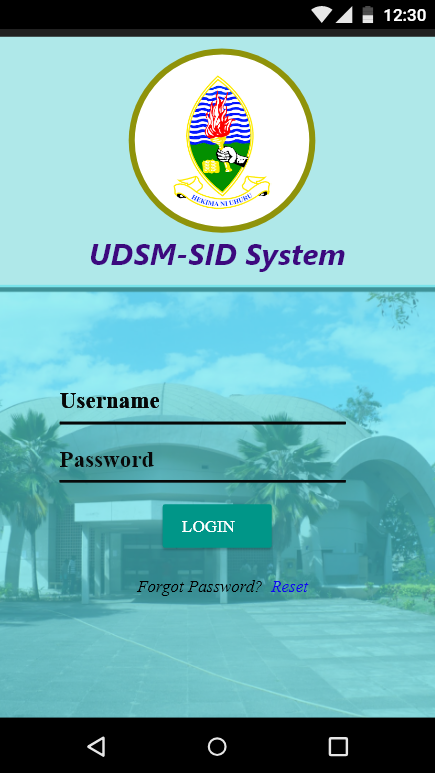 12:30
HEKIMA NI UHURU
UDSM-SID System
Username
Password
LOGIN
Forgot Password? Reset